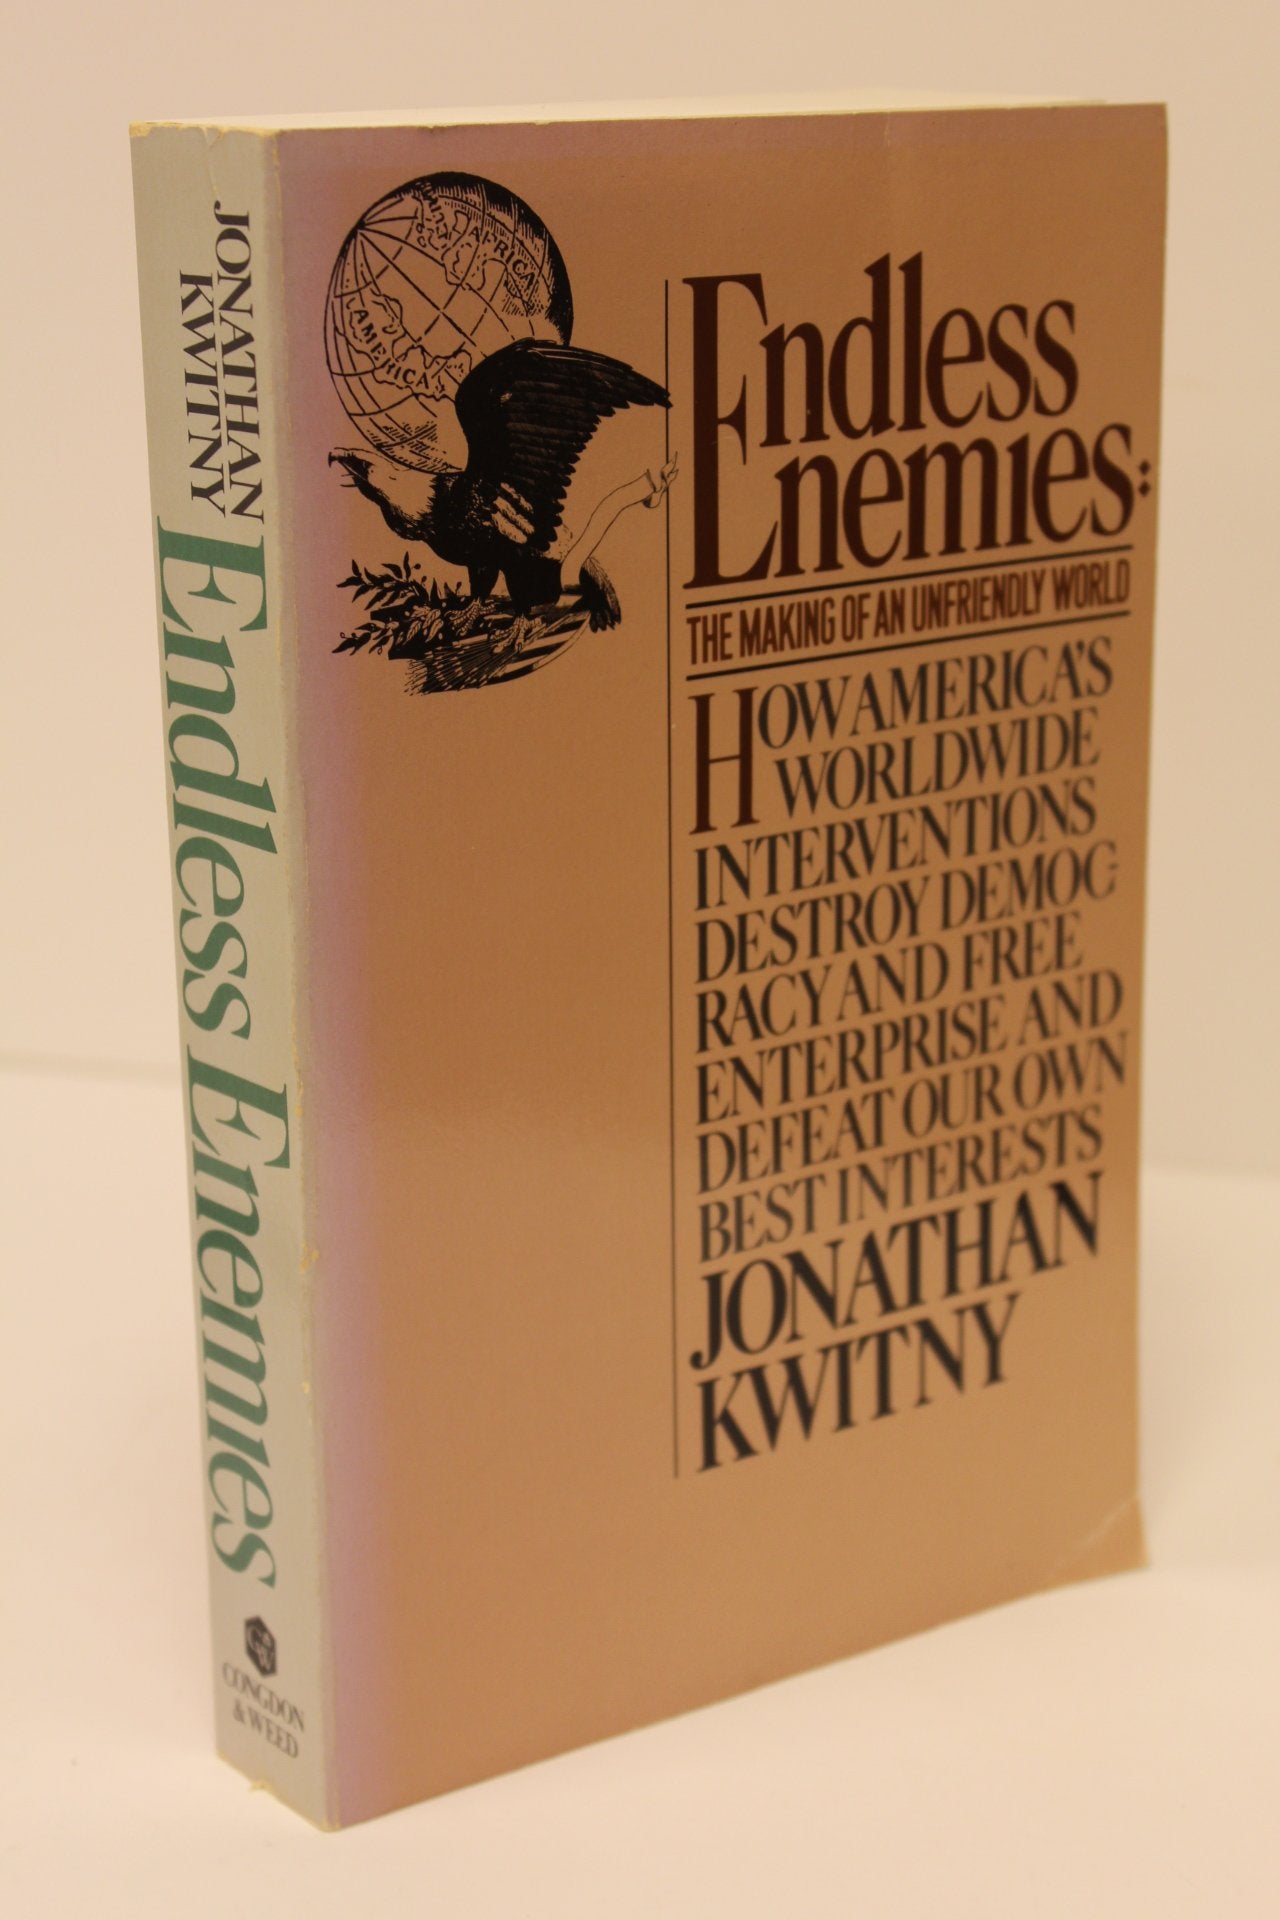 JONATHAN
KWITNY
Endless Enemies
C&W
CONGDON
& WEED
AFRICA
AMERICA
Endless
Enemies:
THE MAKING OF AN UNFRIENDLY WORLD
HOW AMERICA'S
WORLDWIDE
INTERVENTIONS
DESTROY DEMOC-
RACY AND FREE
ENTERPRISE AND
DEFEAT OUR OWN
BEST INTERESTS
JONATHAN
KWITNY